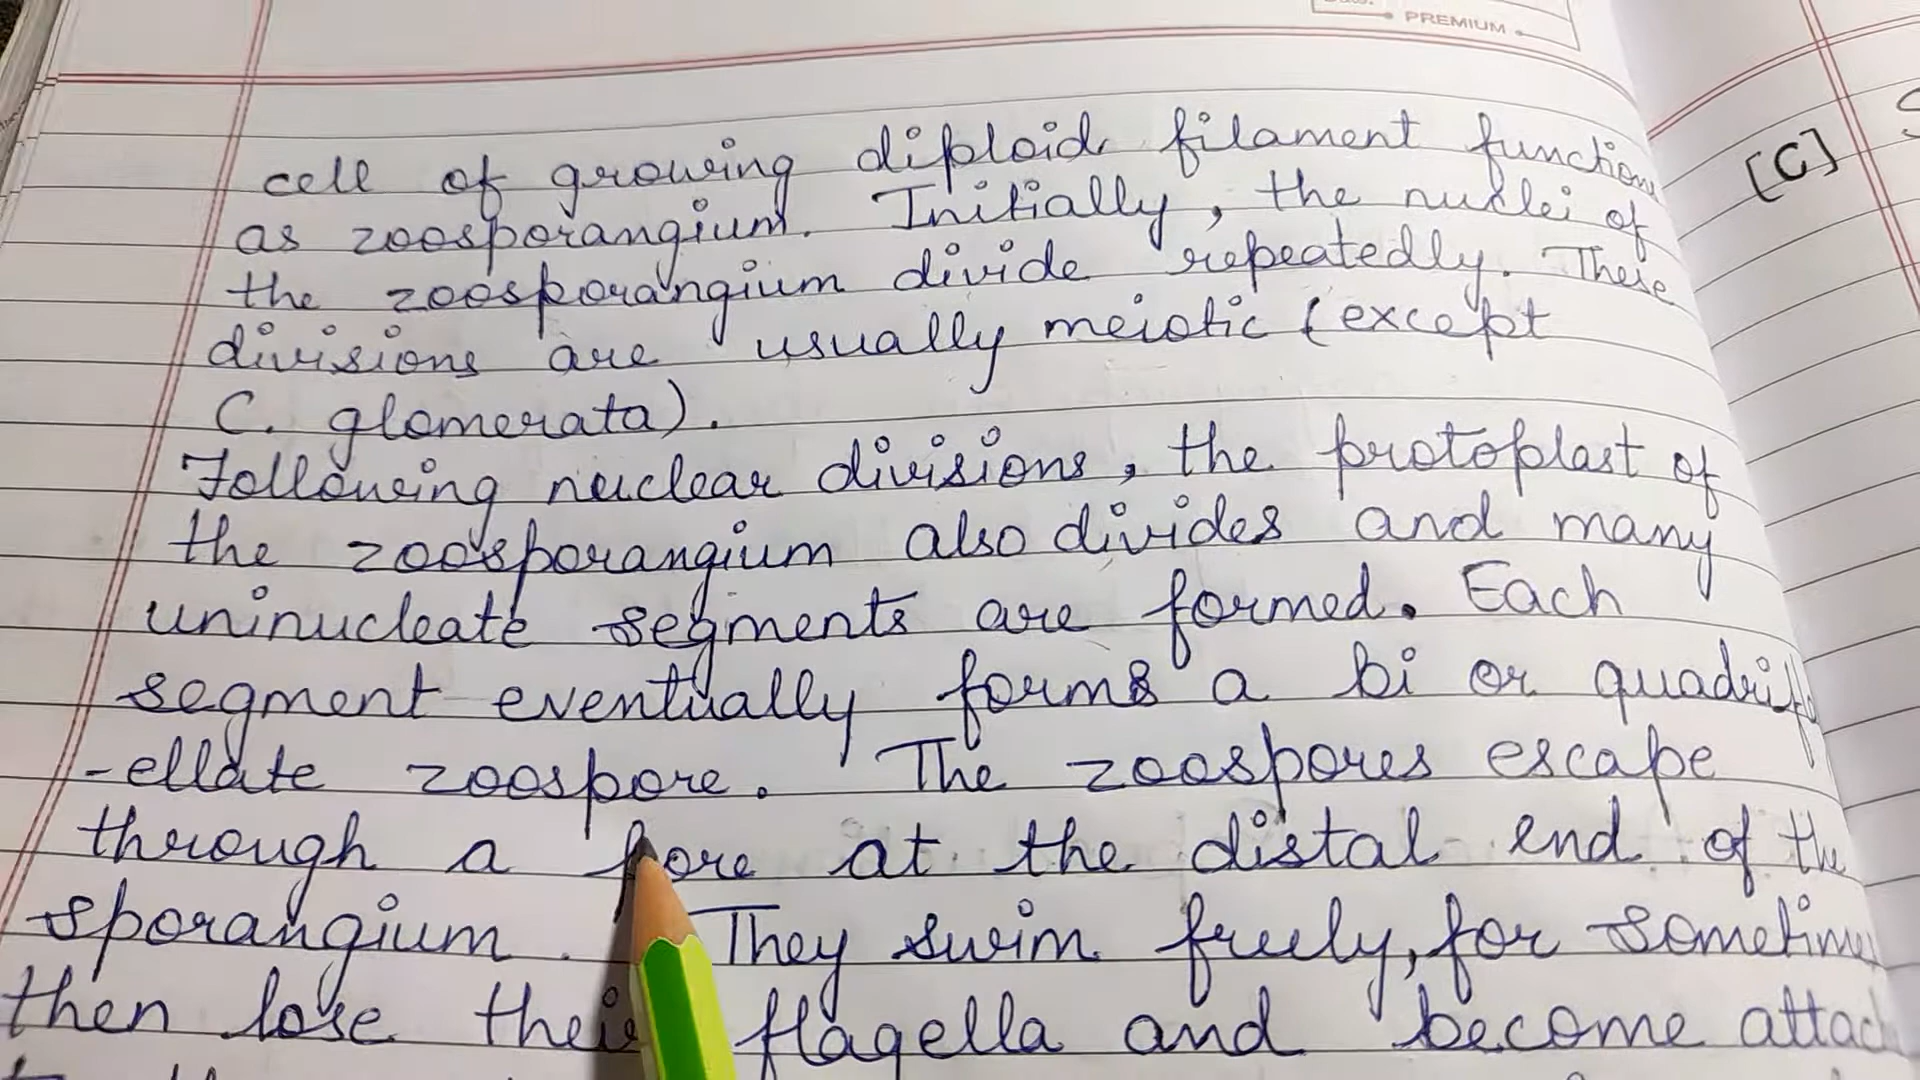 PREMIUM
cell of growing diploid filament function
as zoosporangium. Initially, the nuclei of
the zoosporangium divide repeatedly. These
divisions are usually meiotic (except
C. glomerata).
Following nuclear divisions, the protoplast of
the zoosporangium also divides and many
uninucleate segments are formed. Each
segment eventually forms a bi or quadrifl
-ellate zoospore. The zoospores escape
through a pore at the distal end of the
sporangium. They swim freely, for sometime
then lose their flagella and become attach
[C]